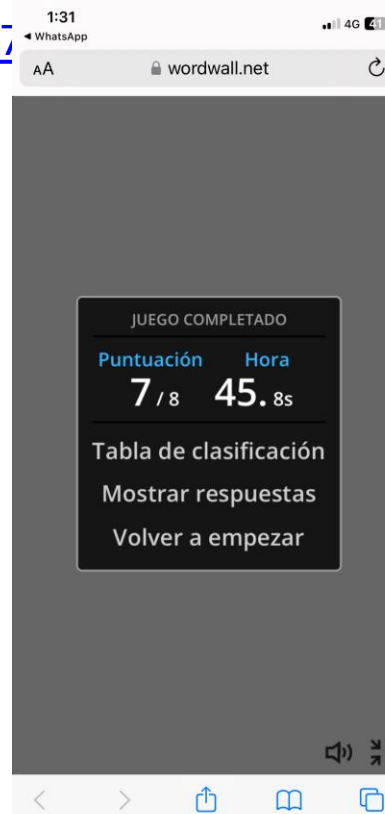 1:31
4G 41
◄ WhatsApp
7
AA wordwall.net
JUEGO COMPLETADO
Puntuación Hora
7 / 8 45. 8s
Tabla de clasificación
Mostrar respuestas
Volver a empezar